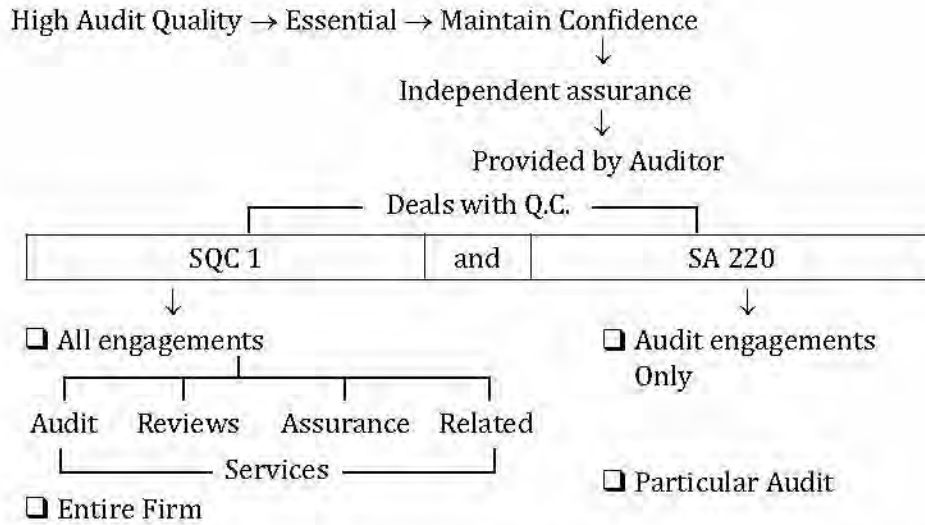 High Audit Quality → Essential → Maintain Confidence
↓
Independent assurance
↓
Provided by Auditor
Deals with Q.C.
SQC 1 and SA 220
↓ ↓
❑ All engagements ❑ Audit engagements
Only
Audit Reviews Assurance Related
Services
❑ Particular Audit
❑ Entire Firm